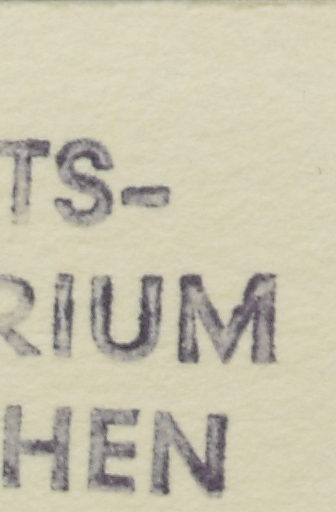 TS-
RIUM
HEN